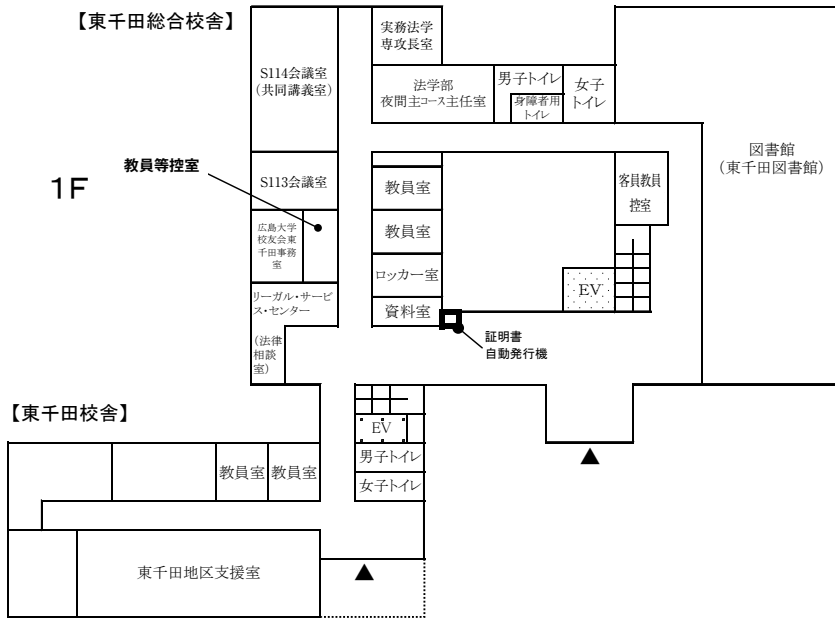 【東千田総合校舎】
実務法学
専攻長室
S114会議室
(共同講義室)
法学部
夜間主コース主任室
男子トイレ
身障者用
トイレ
女子
トイレ
図書館
(東千田図書館)
1F
教員等控室
S113会議室
教員室
客員教員
控室
広島大学
校友会東
千田事務
室
教員室
ロッカー室
EV
リーガル・サービ
ス・センター
資料室
(法律
相談
室)
証明書
自動発行機
【東千田校舎】
EV
男子トイレ
教員室
教員室
女子トイレ
東千田地区支援室